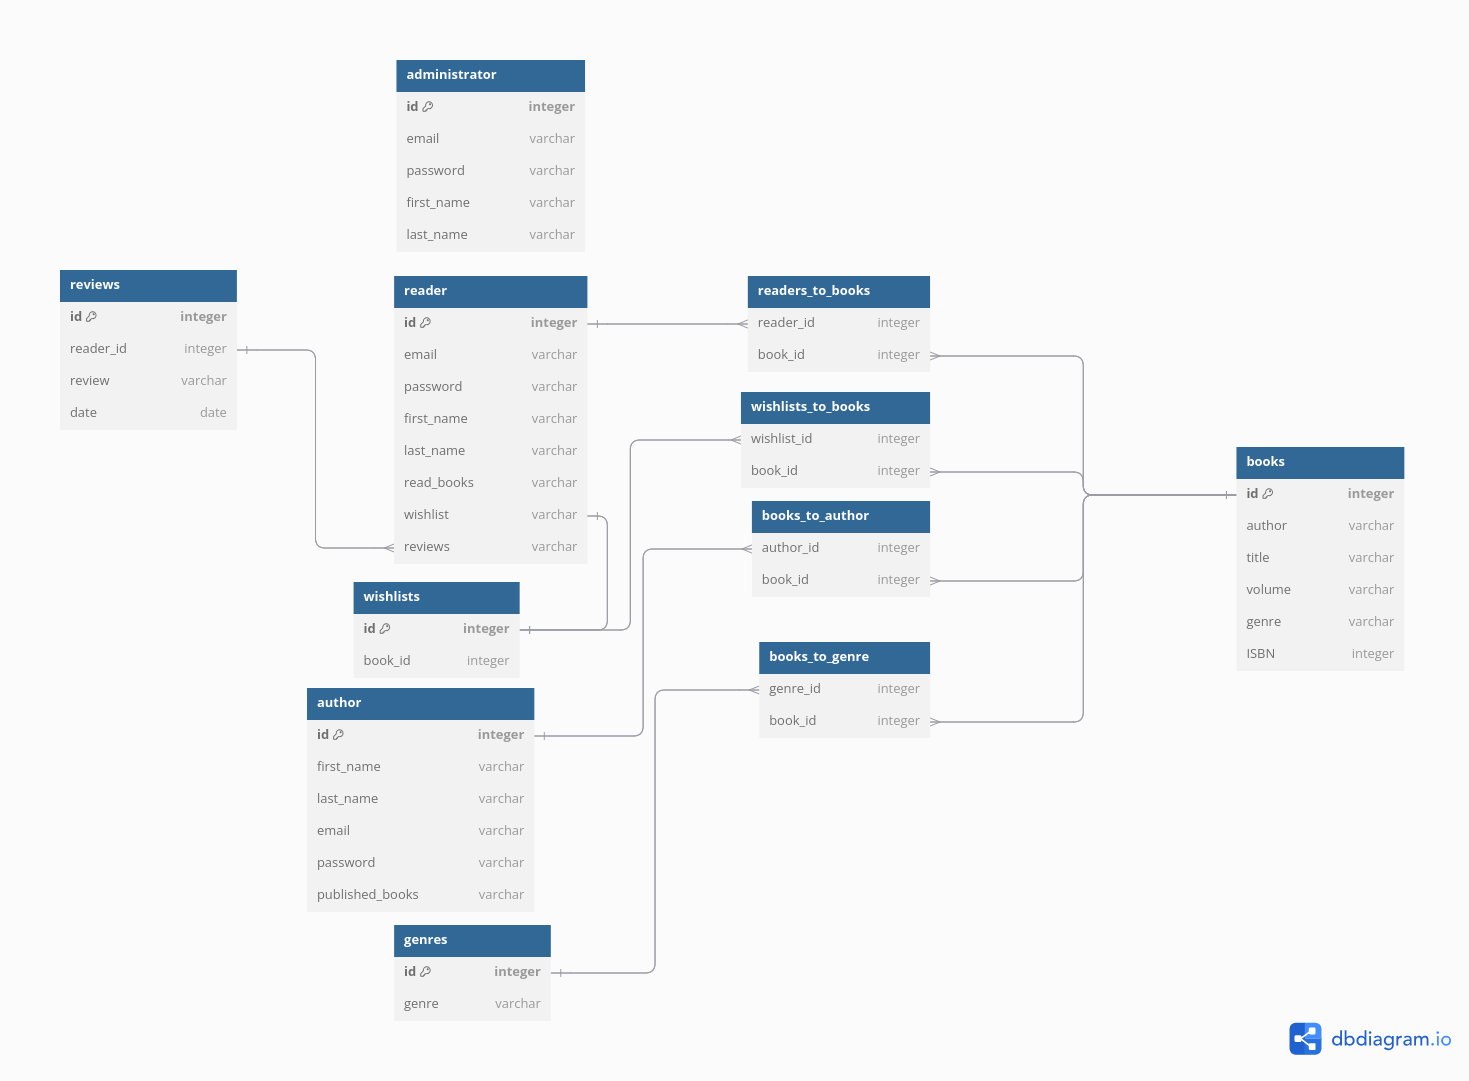 administrator
id integer
email varchar
password varchar
first_name varchar
last_name varchar
reviews
id integer
reader_id integer
review varchar
date date
reader
id integer
email varchar
password varchar
first_name varchar
last_name varchar
read_books varchar
wishlist varchar
reviews varchar
readers_to_books
reader_id integer
book_id integer
wishlists_to_books
wishlist_id integer
book_id integer
books_to_author
author_id integer
book_id integer
books
id integer
author varchar
title varchar
volume varchar
genre varchar
ISBN integer
wishlists
id integer
book_id integer
books_to_genre
genre_id integer
book_id integer
author
id integer
first_name varchar
last_name varchar
email varchar
password varchar
published_books varchar
genres
id integer
genre varchar
dbdiagram.io